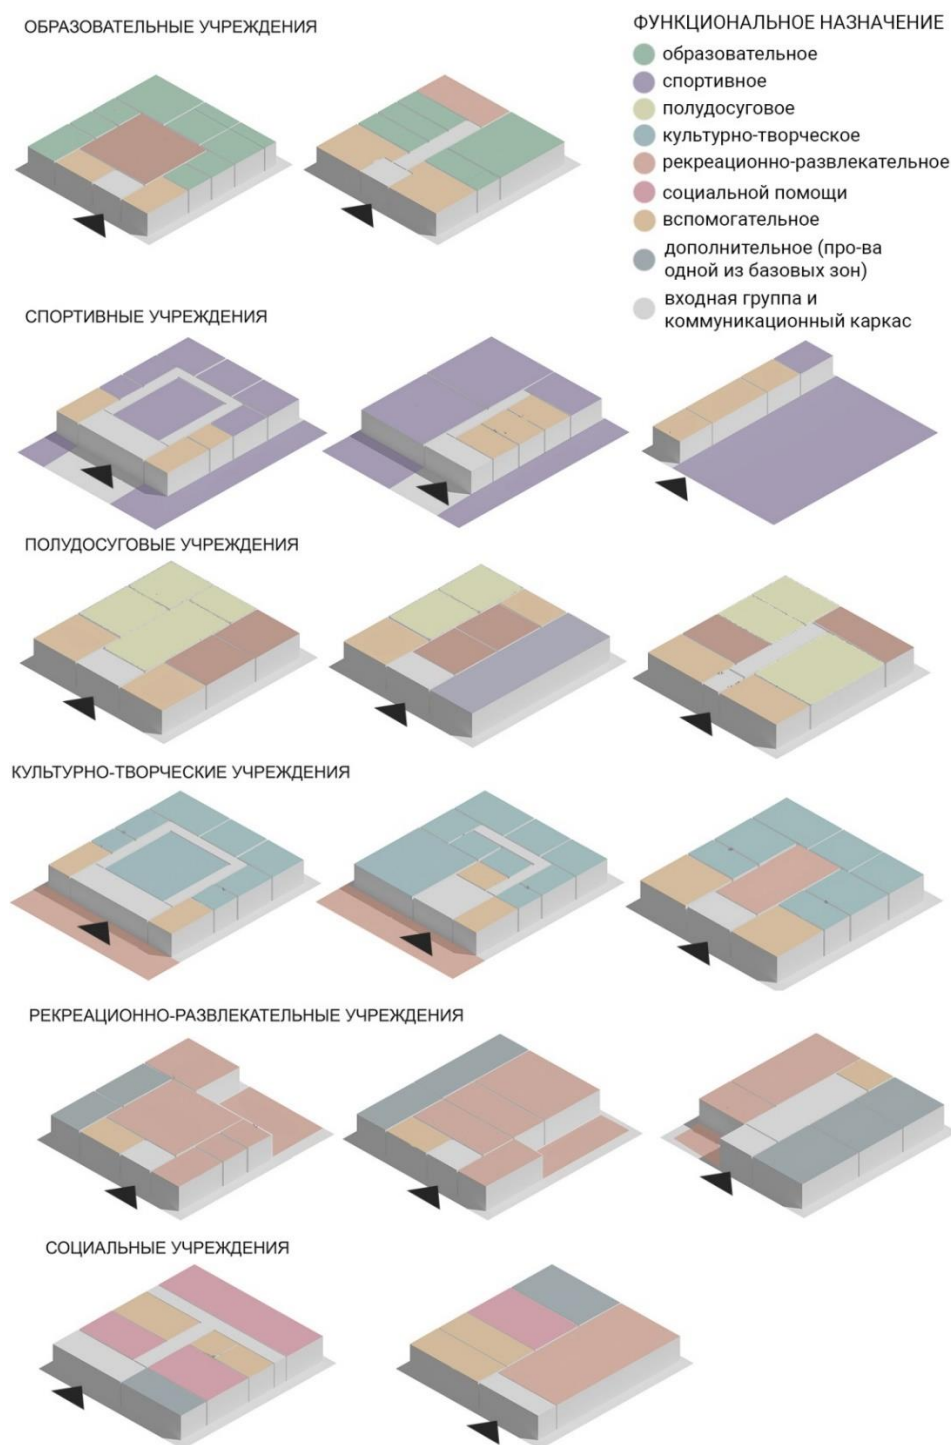 ОБРАЗОВАТЕЛЬНЫЕ УЧРЕЖДЕНИЯ
ФУНКЦИОНАЛЬНОЕ НАЗНАЧЕНИЕ
образовательное
спортивное
полудосуговое
культурно-творческое
рекреационно-развлекательное
социальной помощи
вспомогательное
дополнительное (про-ва
одной из базовых зон)
входная группа и
коммуникационный каркас
СПОРТИВНЫЕ УЧРЕЖДЕНИЯ
ПОЛУДОСУГОВЫЕ УЧРЕЖДЕНИЯ
КУЛЬТУРНО-ТВОРЧЕСКИЕ УЧРЕЖДЕНИЯ
РЕКРЕАЦИОННО-РАЗВЛЕКАТЕЛЬНЫЕ УЧРЕЖДЕНИЯ
СОЦИАЛЬНЫЕ УЧРЕЖДЕНИЯ